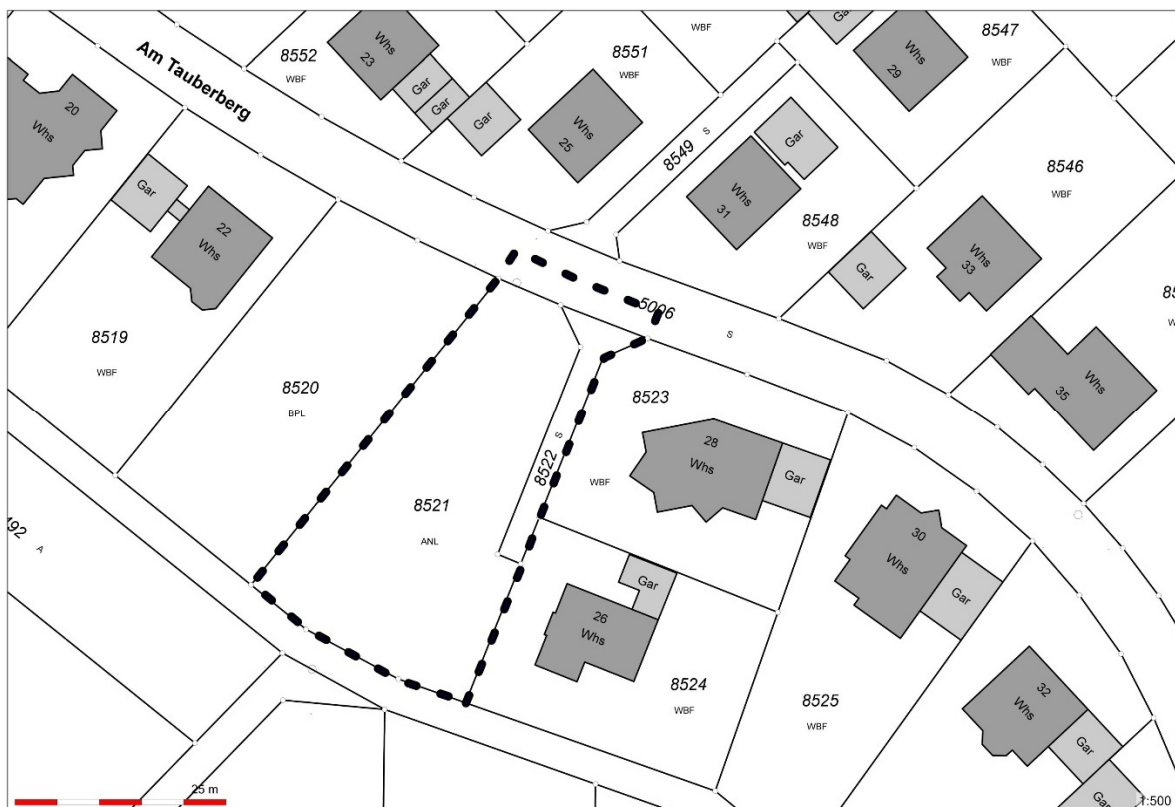 Am Tauberberg
8552
WBF
Whs
23
Gar
Gar
Gar
8551
WBF
Whs
25
WBF
Gar
Whs
29
8547
WBF
20
Whs
Gar
22
Whs
8549 S
Gar
Whs
31
8548
WBF
8546
WBF
Gar
Whs
33
5006
S
8519
WBF
8520
BPL
8521
ANL
8522 S
8523
WBF
28
Whs
Gar
Whs
35
492
A
26
Whs
Gar
8524
WBF
30
Whs
Gar
8525
WBF
32
Whs
Gar
Gar
25 m
1:500